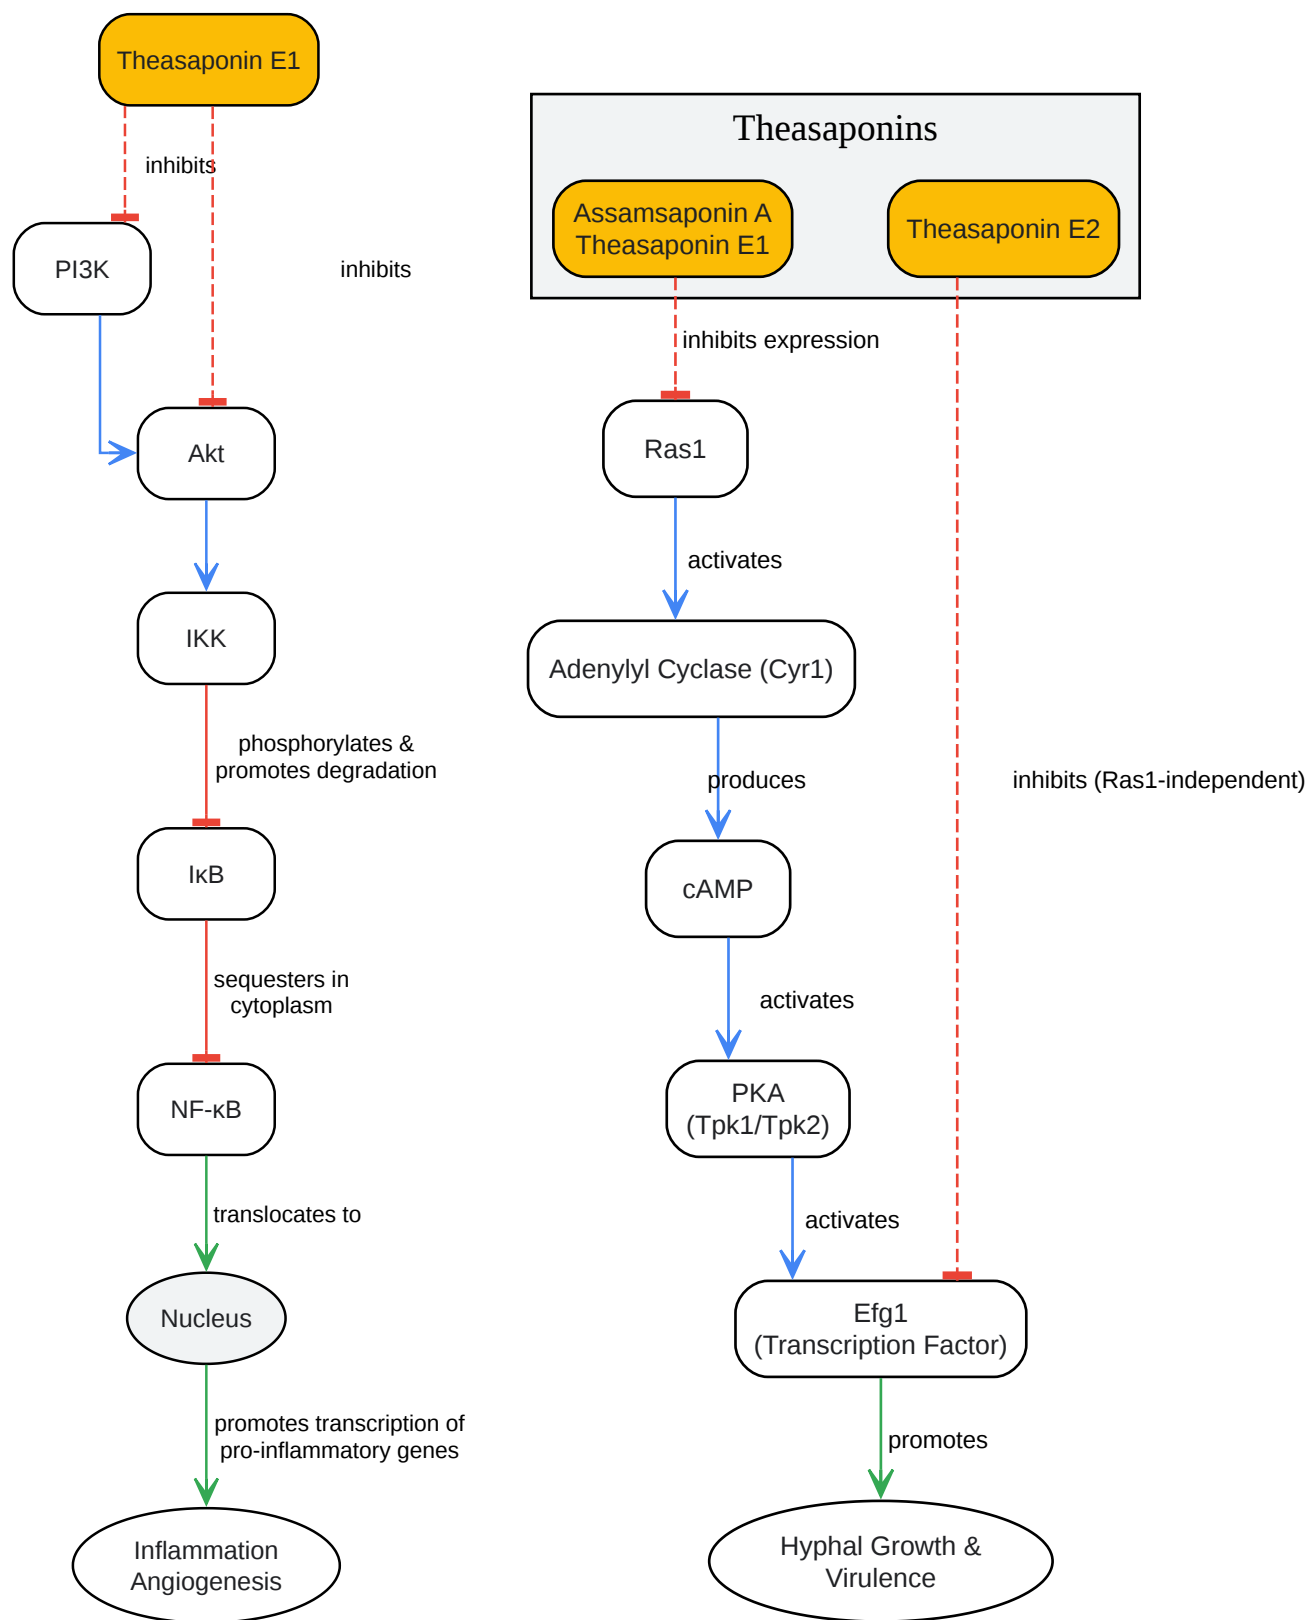 Theasaponin E1
inhibits
PI3K
inhibits
Akt
IKK
phosphorylates &
promotes degradation
IκB
sequesters in
cytoplasm
NF-κB
translocates to
Nucleus
promotes transcription of
pro-inflammatory genes
Inflammation
Angiogenesis
Theasaponins
Assamsaponin A
Theasaponin E1
Theasaponin E2
inhibits expression
Ras1
activates
Adenylyl Cyclase (Cyr1)
produces
inhibits (Ras1-independent)
cAMP
activates
PKA
(Tpk1/Tpk2)
activates
Efg1
(Transcription Factor)
promotes
Hyphal Growth &
Virulence